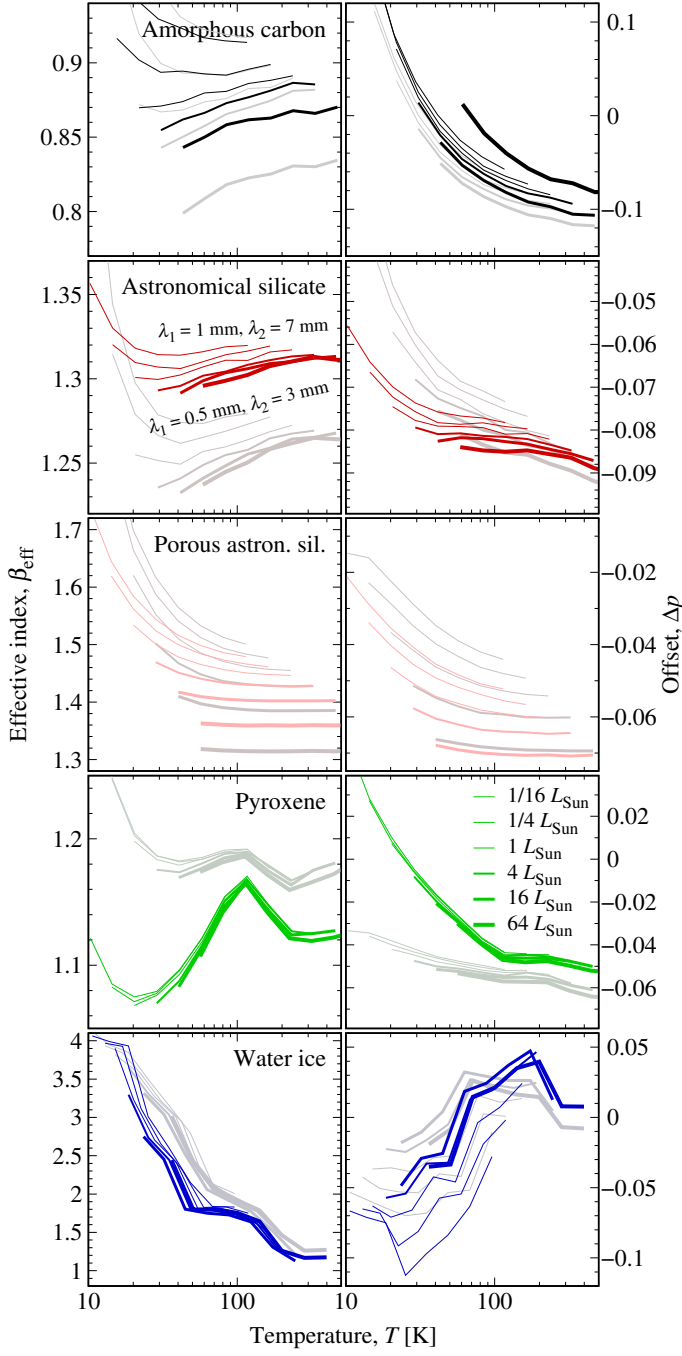 Amorphous carbon
0.9
0.85
0.8
0.1
0
−0.1
Astronomical silicate
λ1 = 1 mm, λ2 = 7 mm
λ1 = 0.5 mm, λ2 = 3 mm
1.35
1.3
1.25
−0.05
−0.06
−0.07
−0.08
−0.09
Porous astron. sil.
1.7
1.6
1.5
1.4
1.3
−0.02
−0.04
−0.06
Effective index, βeff
Offset, Δp
Pyroxene
1.2
1.1
1/16 LSun
1/4 LSun
1 LSun
4 LSun
16 LSun
64 LSun
0.02
0
−0.02
−0.04
−0.06
Water ice
4
3.5
3
2.5
2
1.5
1
0.05
0
−0.05
−0.1
10 100 10 100
Temperature, T [K]